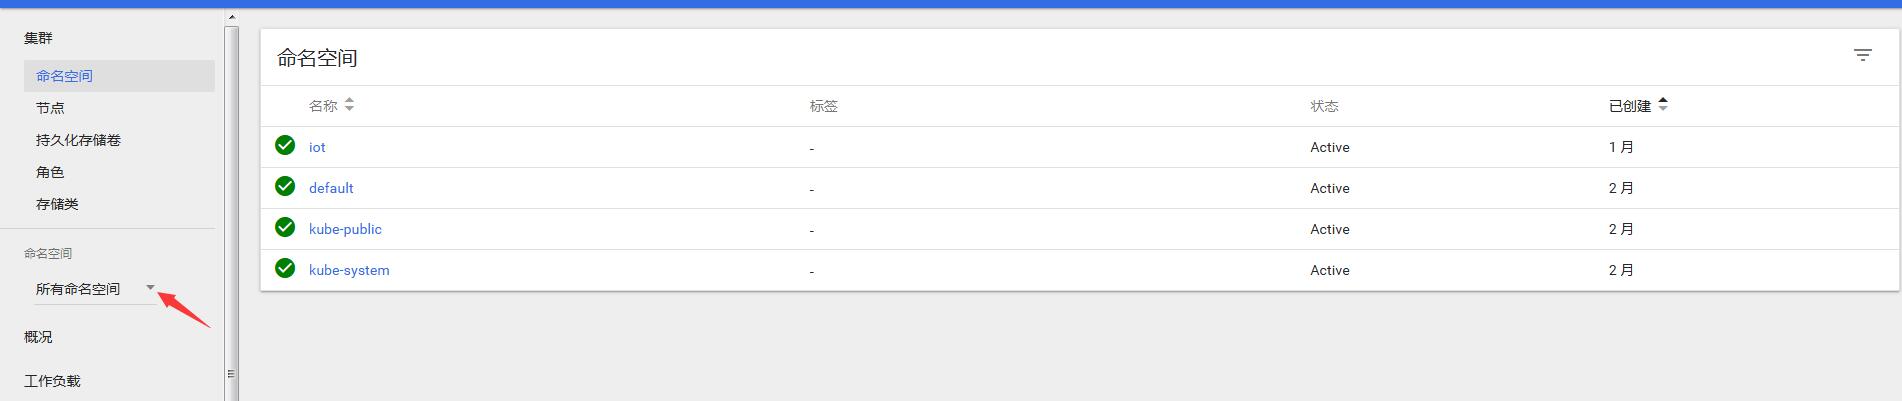 集群
命名空间
节点
持久化存储卷
角色
存储类
命名空间
所有命名空间
概况
工作负载
命名空间
名称 标签 状态 已创建
iot - Active 1 月
default - Active 2 月
kube-public - Active 2 月
kube-system - Active 2 月